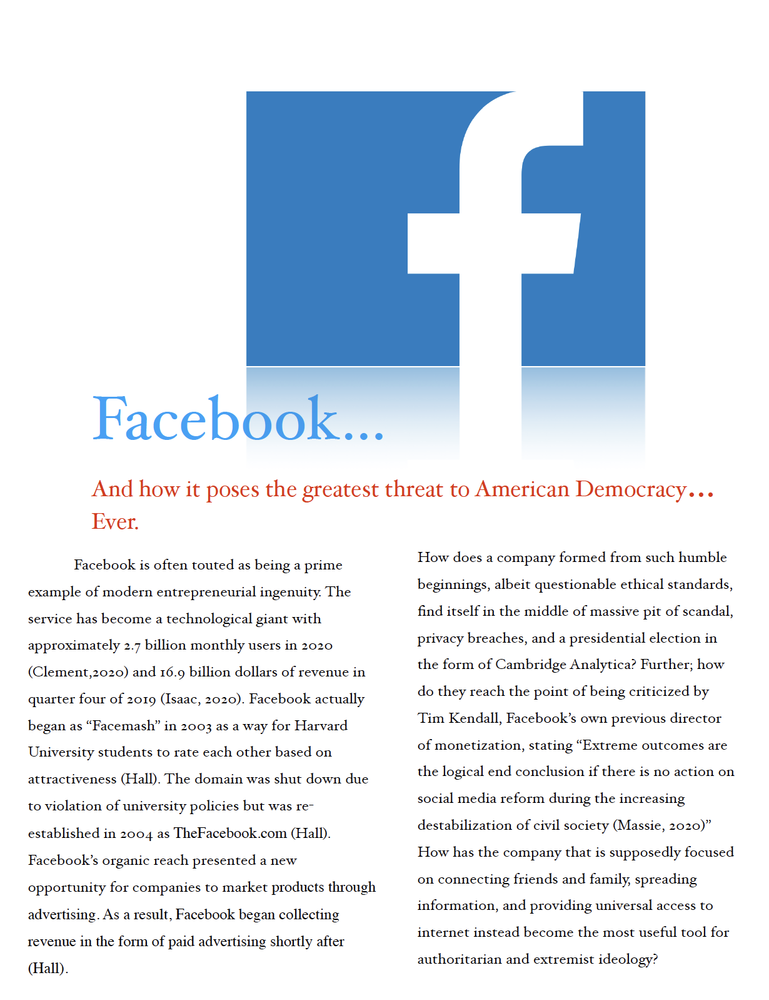 Facebook...
And how it poses the greatest threat to American Democracy...
Ever.
Facebook is often touted as being a prime
example of modern entrepreneurial ingenuity. The
service has become a technological giant with
approximately 2.7 billion monthly users in 2020
(Clement,2020) and 16.9 billion dollars of revenue in
quarter four of 2019 (Isaac, 2020). Facebook actually
began as “Facemash” in 2003 as a way for Harvard
University students to rate each other based on
attractiveness (Hall). The domain was shut down due
to violation of university policies but was re-
established in 2004 as TheFacebook.com (Hall).
Facebook’s organic reach presented a new
opportunity for companies to market products through
advertising. As a result, Facebook began collecting
revenue in the form of paid advertising shortly after
(Hall).
How does a company formed from such humble
beginnings, albeit questionable ethical standards,
find itself in the middle of massive pit of scandal,
privacy breaches, and a presidential election in
the form of Cambridge Analytica? Further; how
do they reach the point of being criticized by
Tim Kendall, Facebook’s own previous director
of monetization, stating “Extreme outcomes are
the logical end conclusion if there is no action on
social media reform during the increasing
destabilization of civil society (Massie, 2020)”
How has the company that is supposedly focused
on connecting friends and family, spreading
information, and providing universal access to
internet instead become the most useful tool for
authoritarian and extremist ideology?